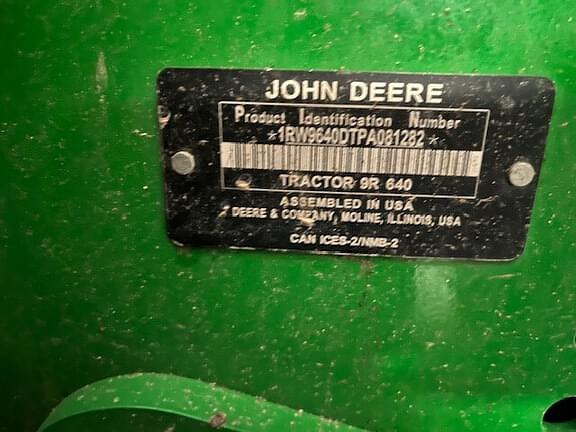 JOHN DEERE
Product Identification Number
*1RW9640DTPA081282*
TRACTOR 9R 640
ASSEMBLED IN USA
DEERE & COMPANY, MOLINE, ILLINOIS, USA
CAN ICES-2/NMB-2